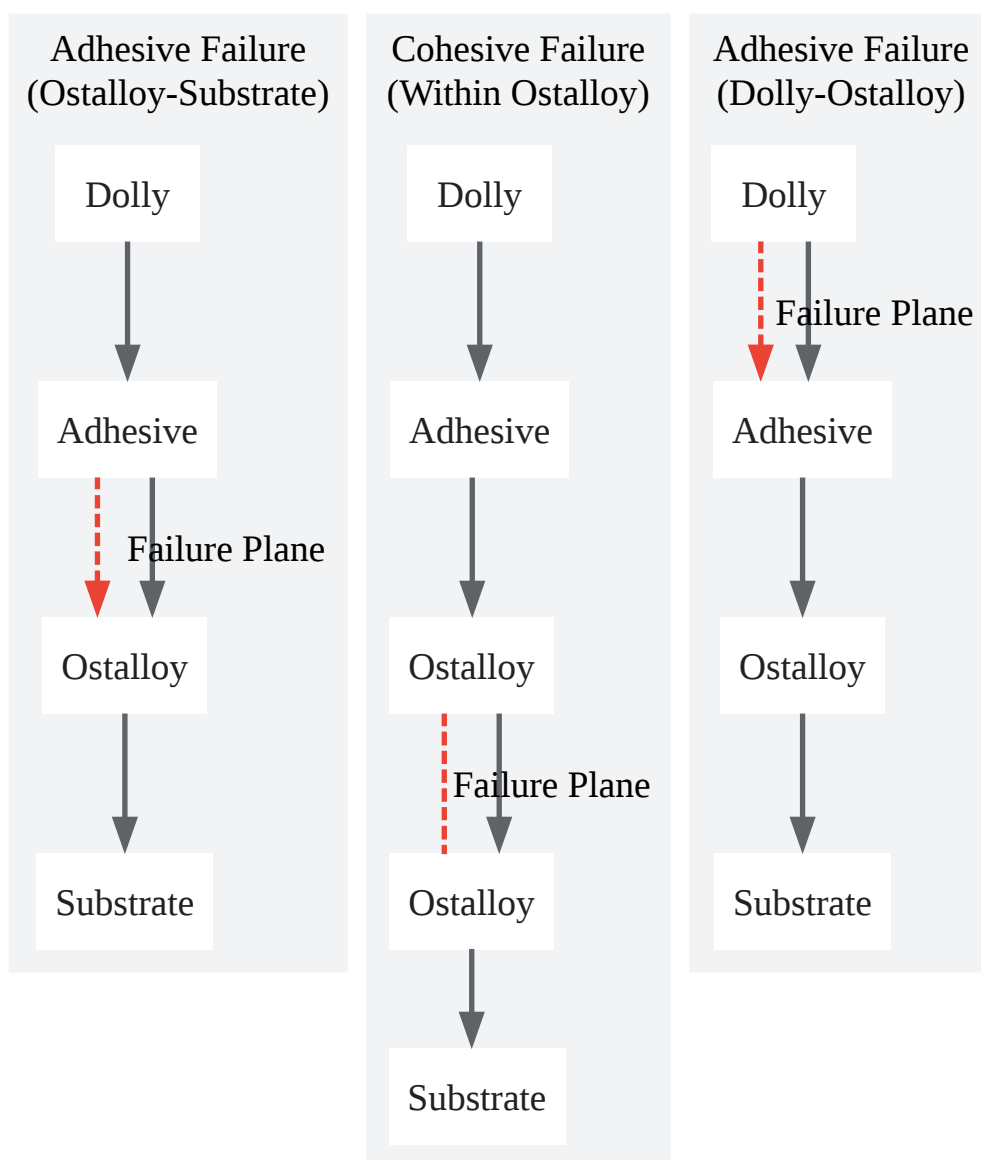 Adhesive Failure
(Ostalloy-Substrate)
Dolly
Adhesive
Failure Plane
Ostalloy
Substrate
Cohesive Failure
(Within Ostalloy)
Dolly
Adhesive
Ostalloy
Failure Plane
Ostalloy
Substrate
Adhesive Failure
(Dolly-Ostalloy)
Dolly
Failure Plane
Adhesive
Ostalloy
Substrate